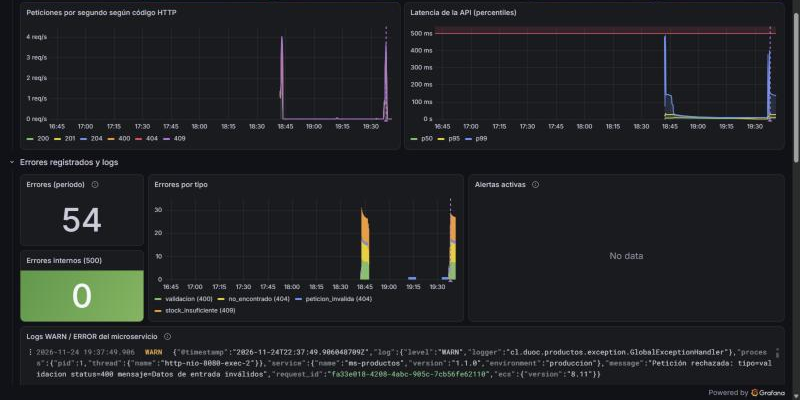 Peticiones por segundo según código HTTP
4 req/s
3 req/s
2 req/s
1 req/s
0 req/s
16:45 17:00 17:15 17:30 17:45 18:00 18:15 18:30 18:45 19:00 19:15 19:30
200 201 204 400 404 409
Latencia de la API (percentiles)
500 ms
400 ms
300 ms
200 ms
100 ms
0 s
16:45 17:00 17:15 17:30 17:45 18:00 18:15 18:30 18:45 19:00 19:15 19:30
p50 p95 p99
Errores registrados y logs
Errores (período)
54
Errores internos (500)
0
Errores por tipo
30
20
10
0
16:45 17:00 17:15 17:30 17:45 18:00 18:15 18:30 18:45 19:00 19:15 19:30
validacion (400) no_encontrado (404) peticion_invalida (404)
stock_insuficiente (409)
Alertas activas
No data
Logs WARN / ERROR del microservicio
2026-11-24 19:37:49.906 WARN {"@timestamp":"2026-11-24T22:37:49.906048709Z","log":{"level":"WARN","logger":"cl.duoc.productos.exception.GlobalExceptionHandler"},"proces
s":{"pid":1,"thread":{"name":"http-nio-8080-exec-2"}},"service":{"name":"ms-productos","version":"1.1.0","environment":"produccion"},"message":"Petición rechazada: tipo=val
idacion status=400 mensaje=Datos de entrada inválidos","request_id":"fa33e018-4208-4abc-905c-7cb56fe62110","ecs":{"version":"8.11"}}
Powered by Grafana